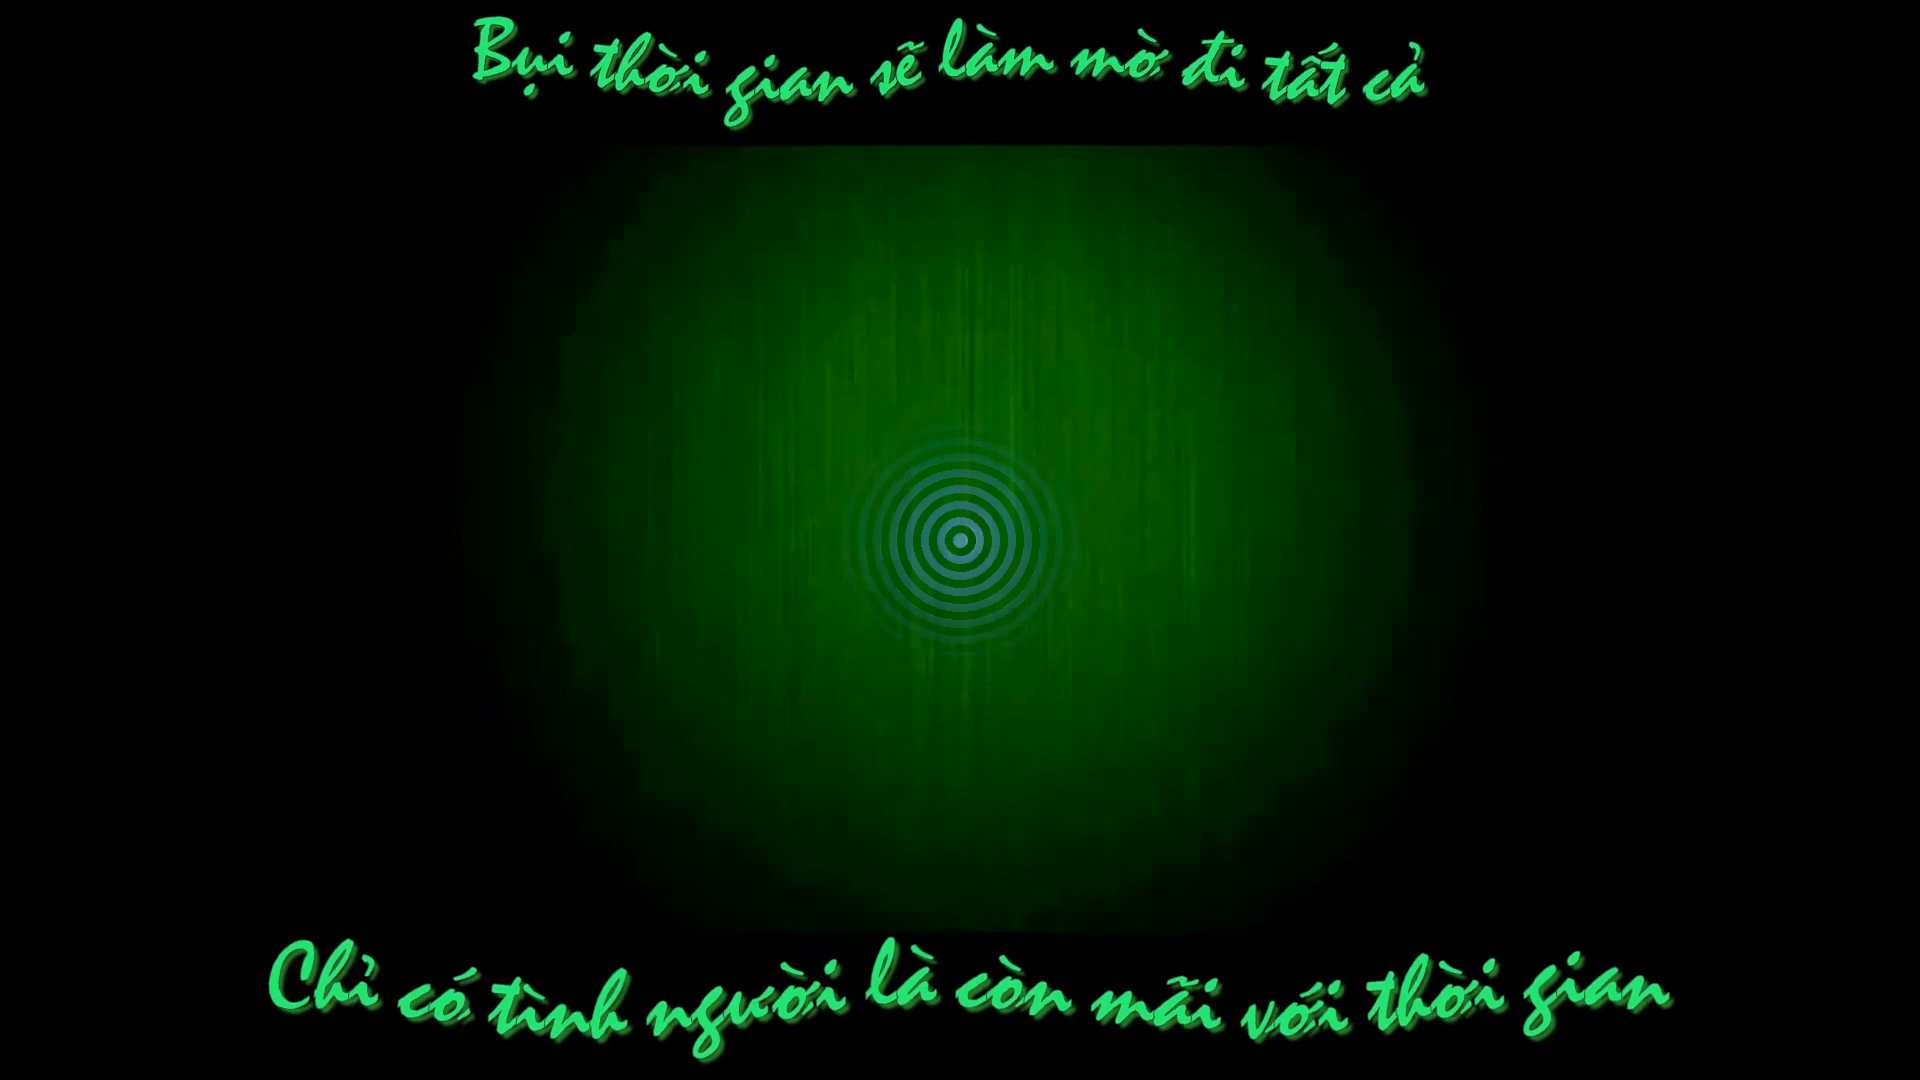 Bụi thời gian sẽ làm mờ đi tất cả
Chỉ có tình người là còn mãi với thời gian